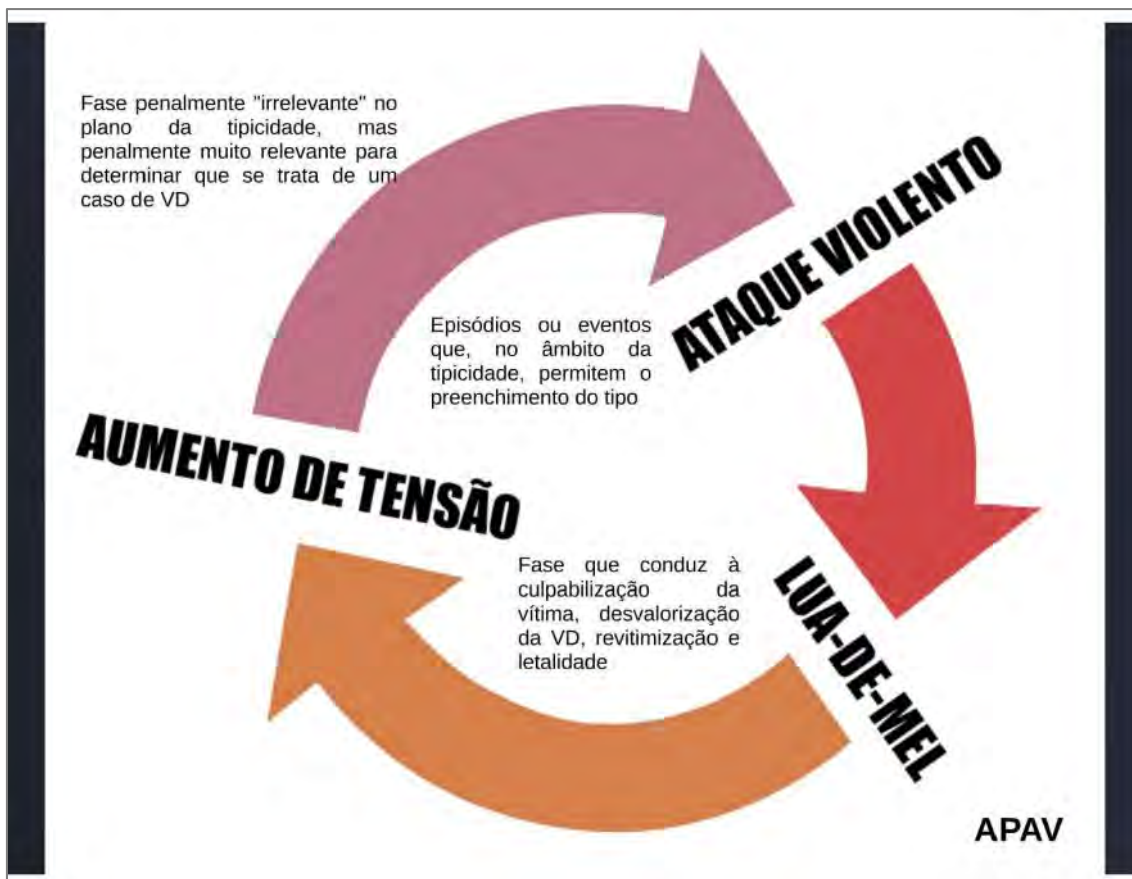 Fase penalmente "irrelevante" no
plano da tipicidade, mas
penalmente muito relevante para
determinar que se trata de um
caso de VD
ATAQUE VIOLENTO
Episódios ou eventos
que, no âmbito da
tipicidade, permitem o
preenchimento do tipo
AUMENTO DE TENSÃO
Fase que conduz à
culpabilização da
vítima, desvalorização
da VD, revitimização e
letalidade
LUA-DE-MEL
APAV